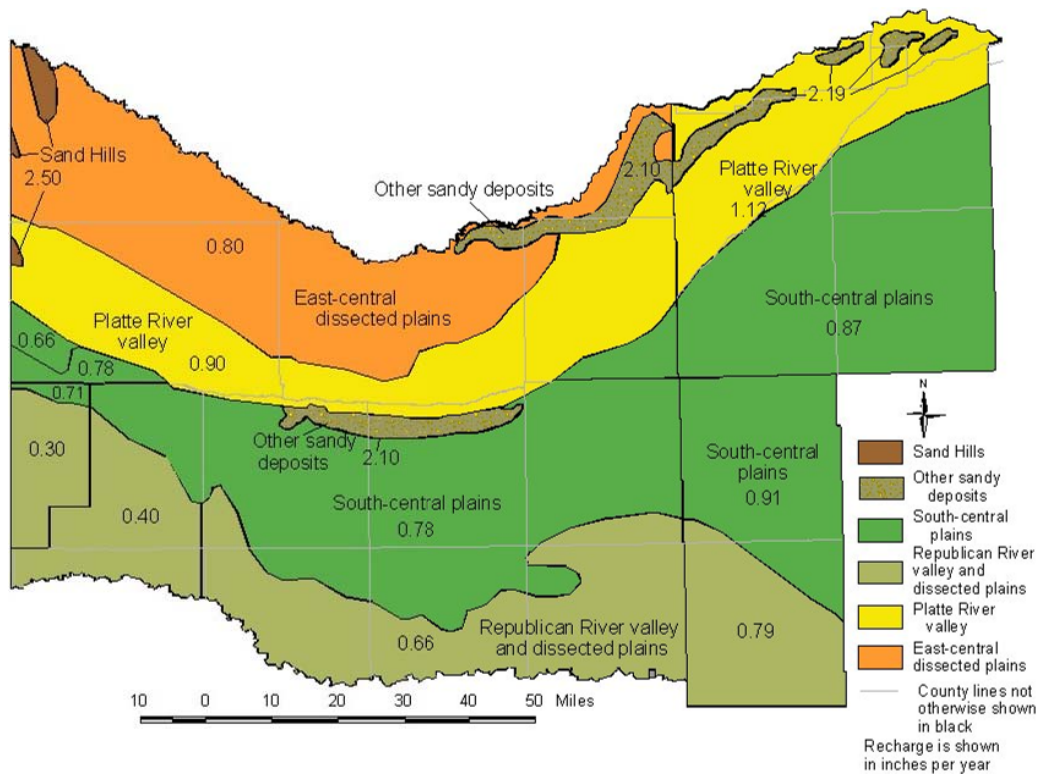 2.19
Sand Hills
2.50
2.10
Platte River
valley
1.12
Other sandy deposits
0.80
East-central
dissected plains
South-central plains
0.87
Platte River
valley
0.90
0.66
0.78
0.71
Other sandy
deposits
2.10
0.30
0.40
South-central plains
0.78
South-central
plains
0.91
0.66
Republican River valley
and dissected plains
0.79
N
Sand Hills
Other sandy
deposits
South-central
plains
Republican River
valley and
dissected plains
Platte River
valley
East-central
dissected plains
County lines not
otherwise shown
in black
Recharge is shown
in inches per year
10 0 10 20 30 40 50 Miles